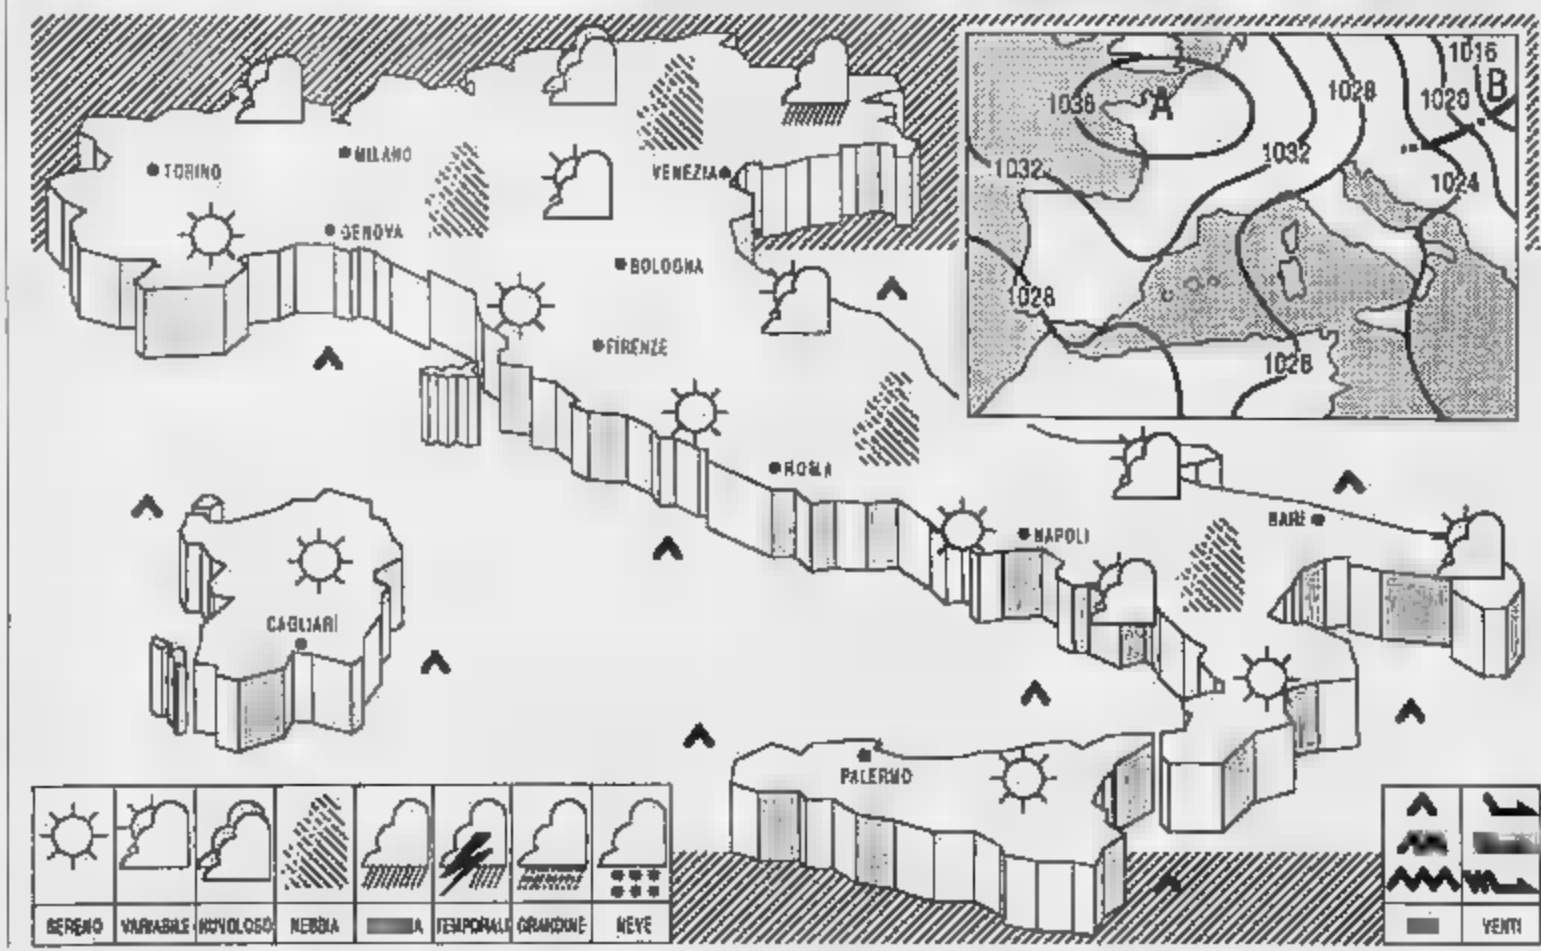 1016
1028
B
1036
A
1020
MILANO
TORINO
VENEZIA
1032
1032
1024
GENOVA
BOLOGNA
1028
FIRENZE
1028
ROMA
BARI
NAPOLI
CAGLIARI
PALERMO
SERENO VARIABILE NUVOLOSO NEBBIA TEMPORALE GRANDINE NEVE
VENTI